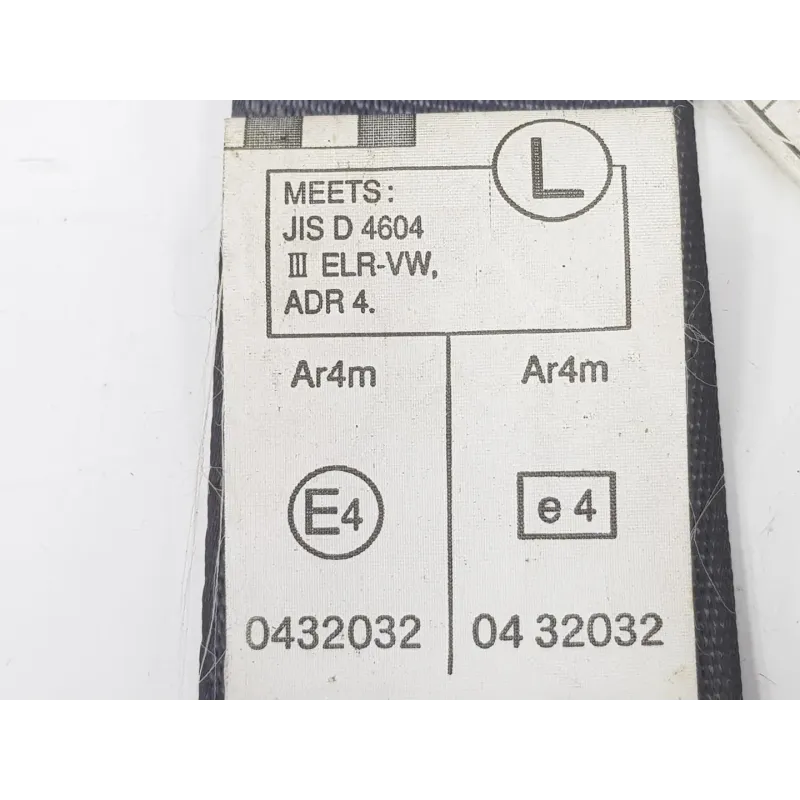 L
MEETS:
JIS D 4604
III ELR-VW,
ADR 4.
Ar4m
Ar4m
E4
e 4
0432032
04 32032